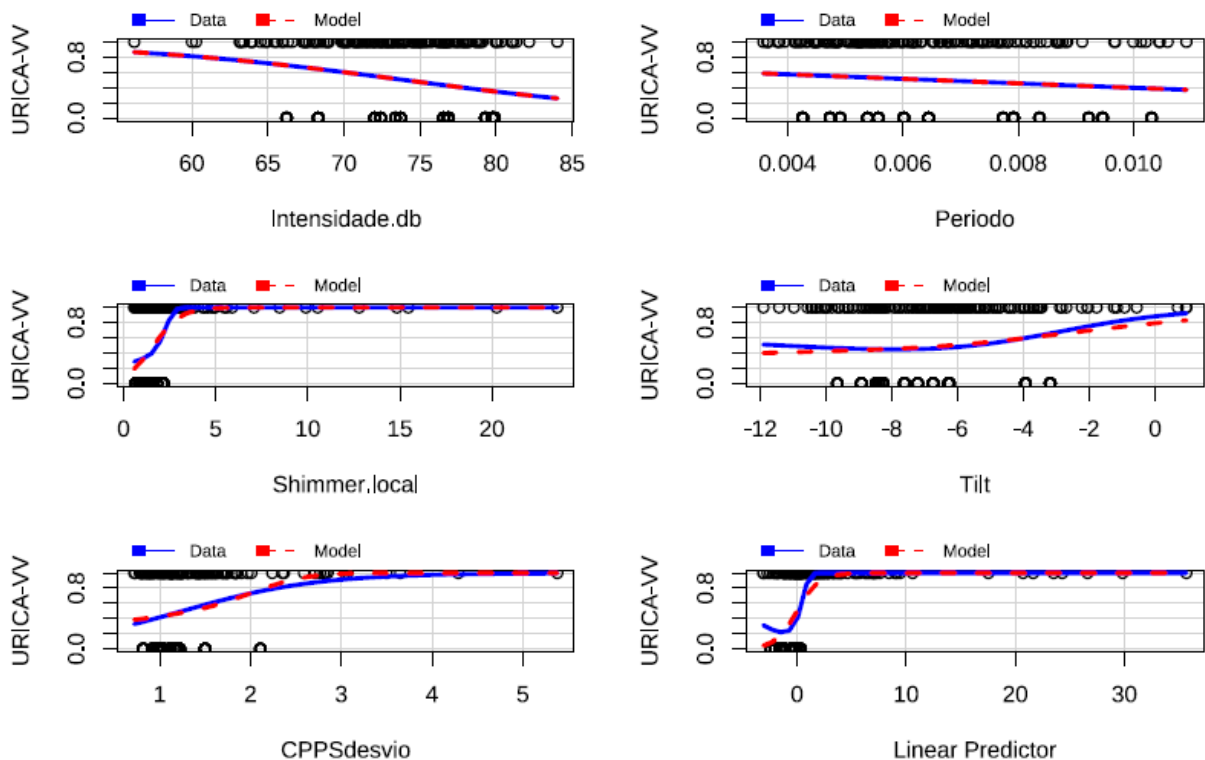 Data Model
URICA-VV
0.0 0.8
60 65 70 75 80 85
Intensidade.db
Data Model
URICA-VV
0.0 0.8
0.004 0.006 0.008 0.010
Periodo
Data Model
URICA-VV
0.0 0.8
0 5 10 15 20
Shimmer.local
Data Model
URICA-VV
0.0 0.8
-12 -10 -8 -6 -4 -2 0
Tilt
Data Model
URICA-VV
0.0 0.8
1 2 3 4 5
CPPSdesvio
Data Model
URICA-VV
0.0 0.8
0 10 20 30
Linear Predictor